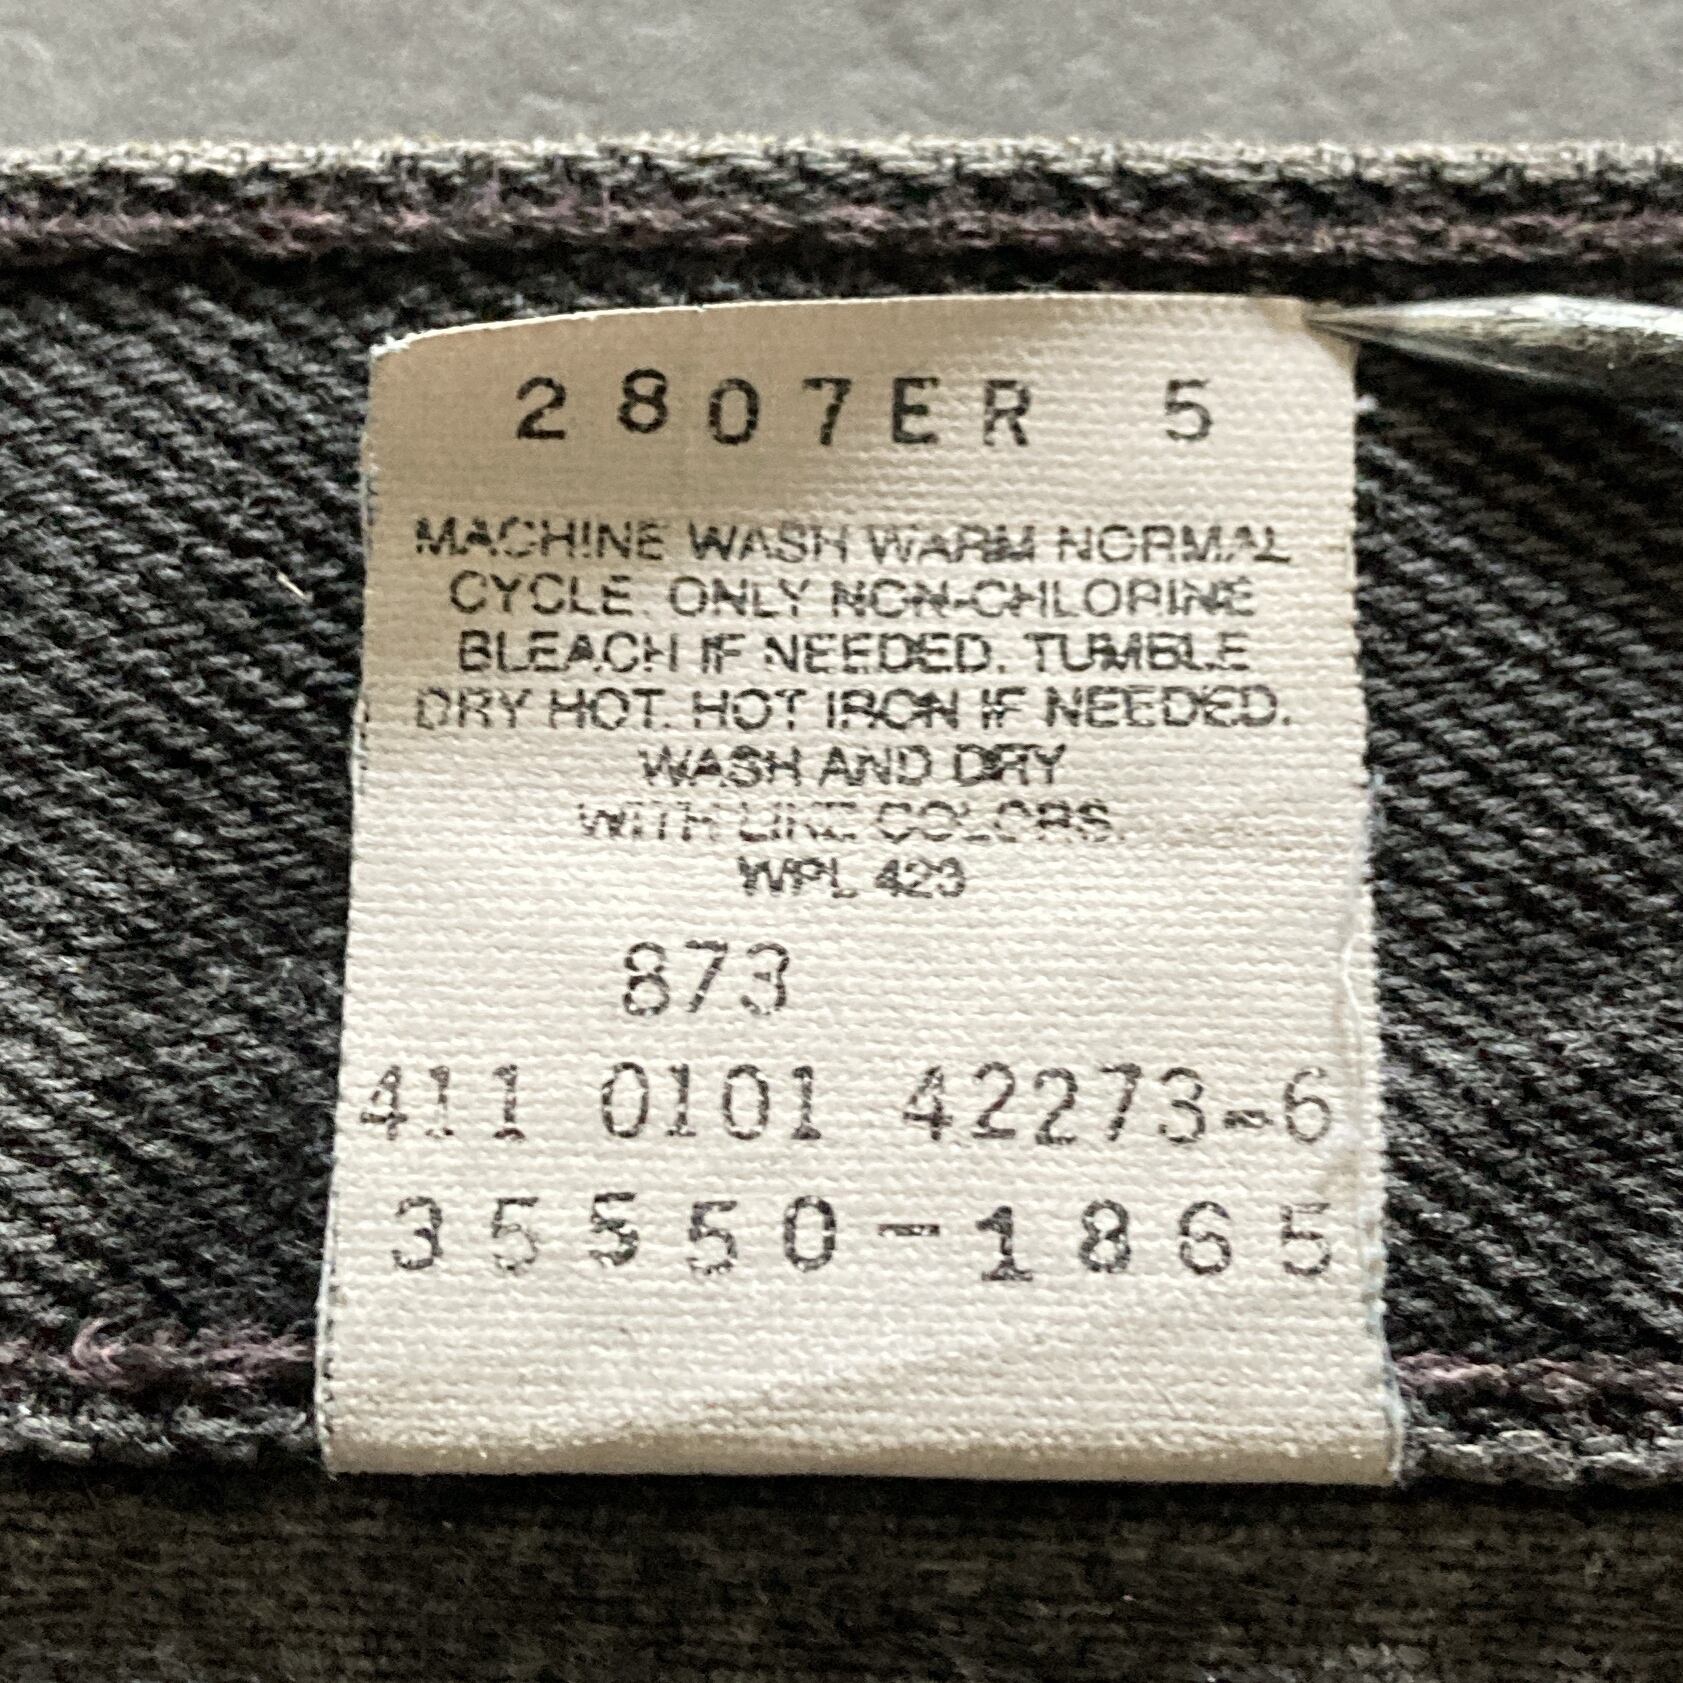 2807ER 5
MACHINE WASH WARM NORMAL
CYCLE. ONLY NON-CHLORINE
BLEACH IF NEEDED. TUMBLE
DRY HOT. HOT IRON IF NEEDED.
WASH AND DRY
WITH LIKE COLORS.
WPL 423
873
411 0101 42273-6
35550-1865